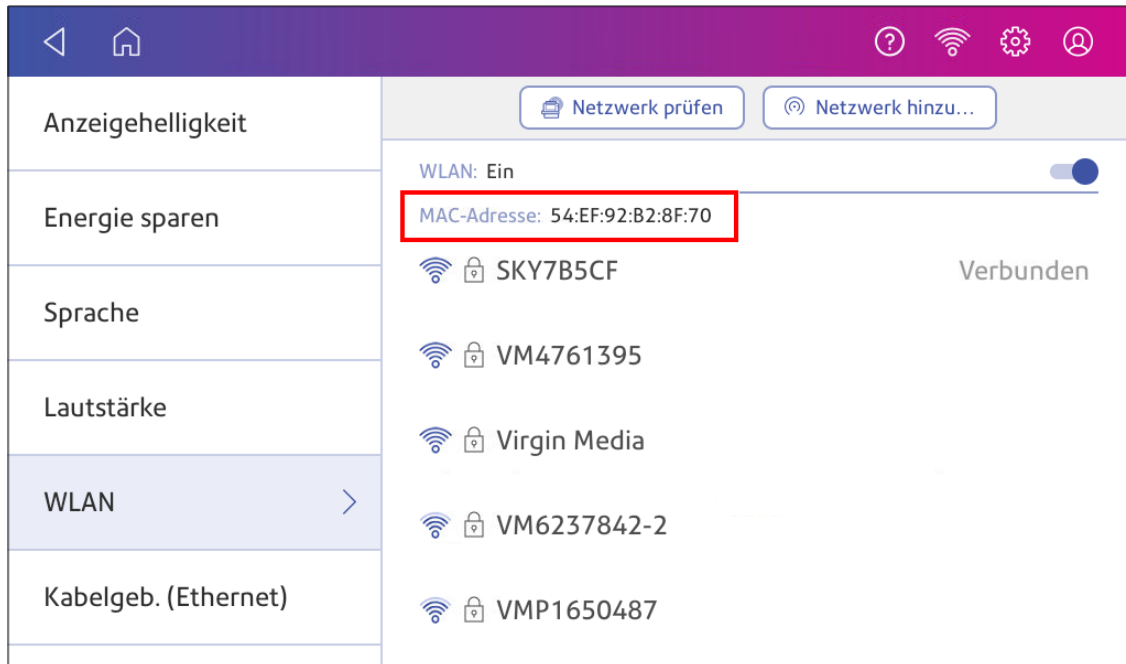 Netzwerk prüfen
Netzwerk hinzu...
Anzeigehelligkeit
Energie sparen
Sprache
Lautstärke
WLAN
Kabelgeb. (Ethernet)
WLAN: Ein
MAC-Adresse: 54:EF:92:B2:8F:70
SKY7B5CF Verbunden
VM4761395
Virgin Media
VM6237842-2
VMP1650487